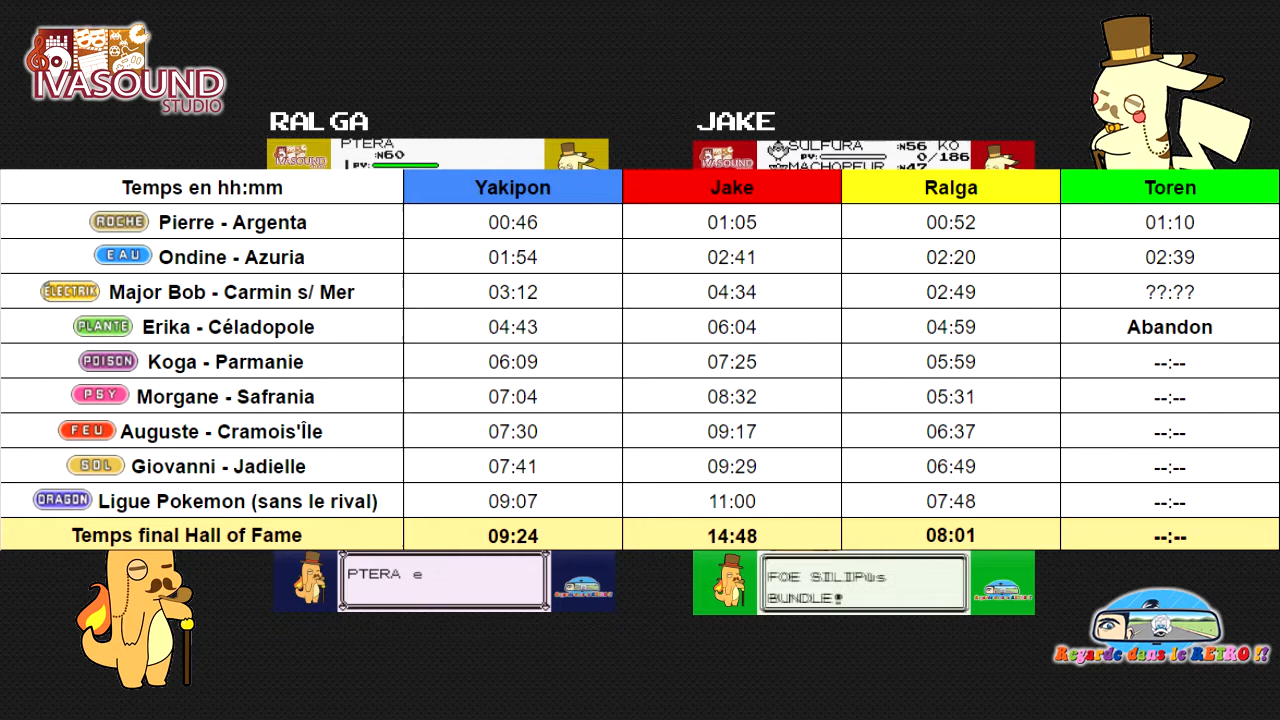 IVASOUND
STUDIO
RALGA
JAKE
PTERA
:N60
PV:
SULFURA :N56 KO
PV: 0/186
MACHOPEUR :N47
IVASOUND
IVASOUND
Temps en hh:mm Yakipon Jake Ralga Toren
ROCHE Pierre - Argenta 00:46 01:05 00:52 01:10
EAU Ondine - Azuria 01:54 02:41 02:20 02:39
ÉLECTRIK Major Bob - Carmin s/ Mer 03:12 04:34 02:49 ??:??
PLANTE Erika - Céladopole 04:43 06:04 04:59 Abandon
POISON Koga - Parmanie 06:09 07:25 05:59 --:--
PSY Morgane - Safrania 07:04 08:32 05:31 --:--
FEU Auguste - Cramois'Île 07:30 09:17 06:37 --:--
SOL Giovanni - Jadielle 07:41 09:29 06:49 --:--
DRAGON Ligue Pokemon (sans le rival) 09:07 11:00 07:48 --:--
Temps final Hall of Fame 09:24 14:48 08:01 --:--
PTERA e
FOE SILIPWs
BUNDLE!
Regarde dans le RETRO !!